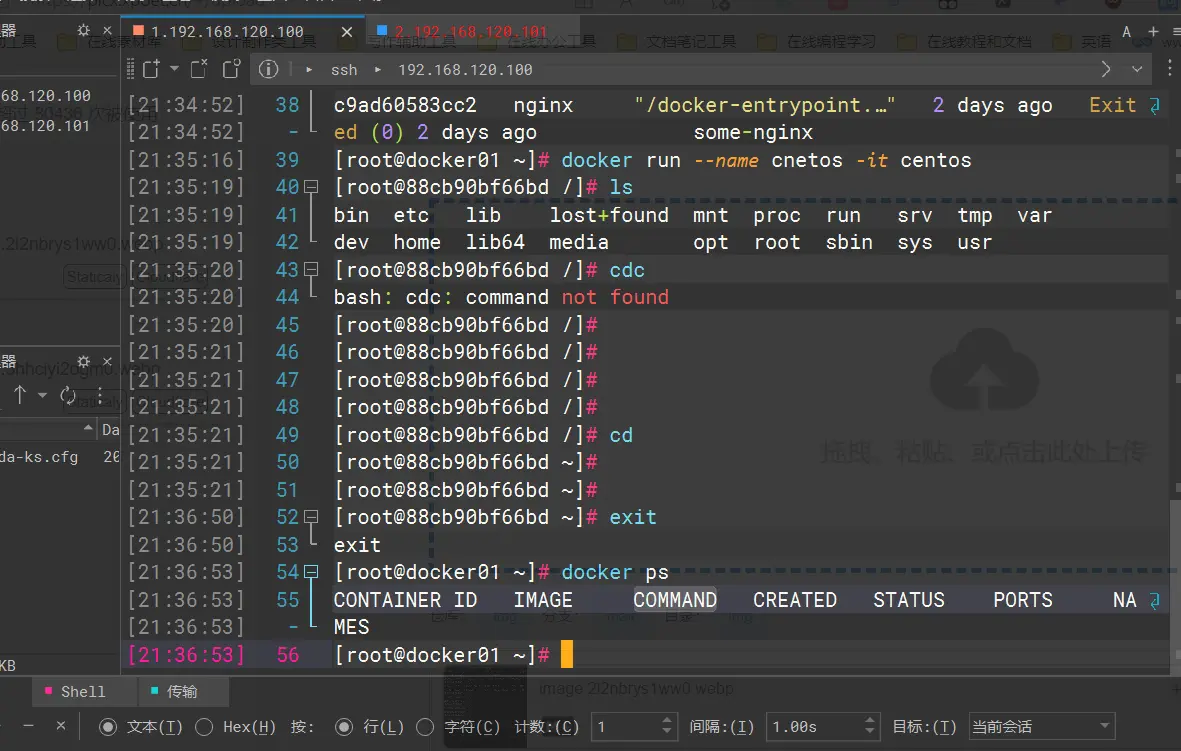 器
1.192.168.120.100
2.192.168.120.101
A
ssh 192.168.120.100
68.120.100
68.120.101
[21:34:52] 38 c9ad60583cc2 nginx "/docker-entrypoint.…" 2 days ago Exit
[21:34:52] - ed (0) 2 days ago some-nginx
[21:35:16] 39 [root@docker01 ~]# docker run --name cnetos -it centos
[21:35:19] 40 [root@88cb90bf66bd /]# ls
[21:35:19] 41 bin etc lib lost+found mnt proc run srv tmp var
[21:35:19] 42 dev home lib64 media opt root sbin sys usr
[21:35:20] 43 [root@88cb90bf66bd /]# cdc
[21:35:20] 44 bash: cdc: command not found
[21:35:20] 45 [root@88cb90bf66bd /]#
[21:35:21] 46 [root@88cb90bf66bd /]#
[21:35:21] 47 [root@88cb90bf66bd /]#
[21:35:21] 48 [root@88cb90bf66bd /]#
[21:35:21] 49 [root@88cb90bf66bd /]# cd
[21:35:21] 50 [root@88cb90bf66bd ~]#
[21:35:21] 51 [root@88cb90bf66bd ~]#
[21:36:50] 52 [root@88cb90bf66bd ~]# exit
[21:36:50] 53 exit
[21:36:53] 54 [root@docker01 ~]# docker ps
[21:36:53] 55 CONTAINER ID IMAGE COMMAND CREATED STATUS PORTS NA
[21:36:53] - MES
[21:36:53] 56 [root@docker01 ~]#
器
Da
da-ks.cfg 20
KB
拖拽、粘贴、或点击此处上传
image 2l2nbrys1ww0 webp
Shell 传输
文本(T) Hex(H) 按: 行(L) 字符(C) 计数:(C) 1 间隔:(I) 1.00s 目标:(T) 当前会话